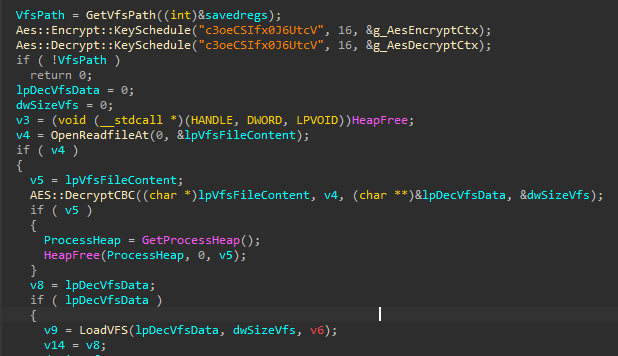 VfsPath = GetVfsPath((int)&savedregs);
Aes::Encrypt::KeySchedule("c3oeCSIfx0J6UtcV", 16, &g_AesEncryptCtx);
Aes::Decrypt::KeySchedule("c3oeCSIfx0J6UtcV", 16, &g_AesDecryptCtx);
if ( !VfsPath )
return 0;
lpDecVfsData = 0;
dwSizeVfs = 0;
v3 = (void (__stdcall *)(HANDLE, DWORD, LPVOID))HeapFree;
v4 = OpenReadfileAt(0, &lpVfsFileContent);
if ( v4 )
{
v5 = lpVfsFileContent;
AES::DecryptCBC((char *)lpVfsFileContent, v4, (char **)&lpDecVfsData, &dwSizeVfs);
if ( v5 )
{
ProcessHeap = GetProcessHeap();
HeapFree(ProcessHeap, 0, v5);
}
v8 = lpDecVfsData;
if ( lpDecVfsData )
{
v9 = LoadVFS(lpDecVfsData, dwSizeVfs, v6);
v14 = v8;